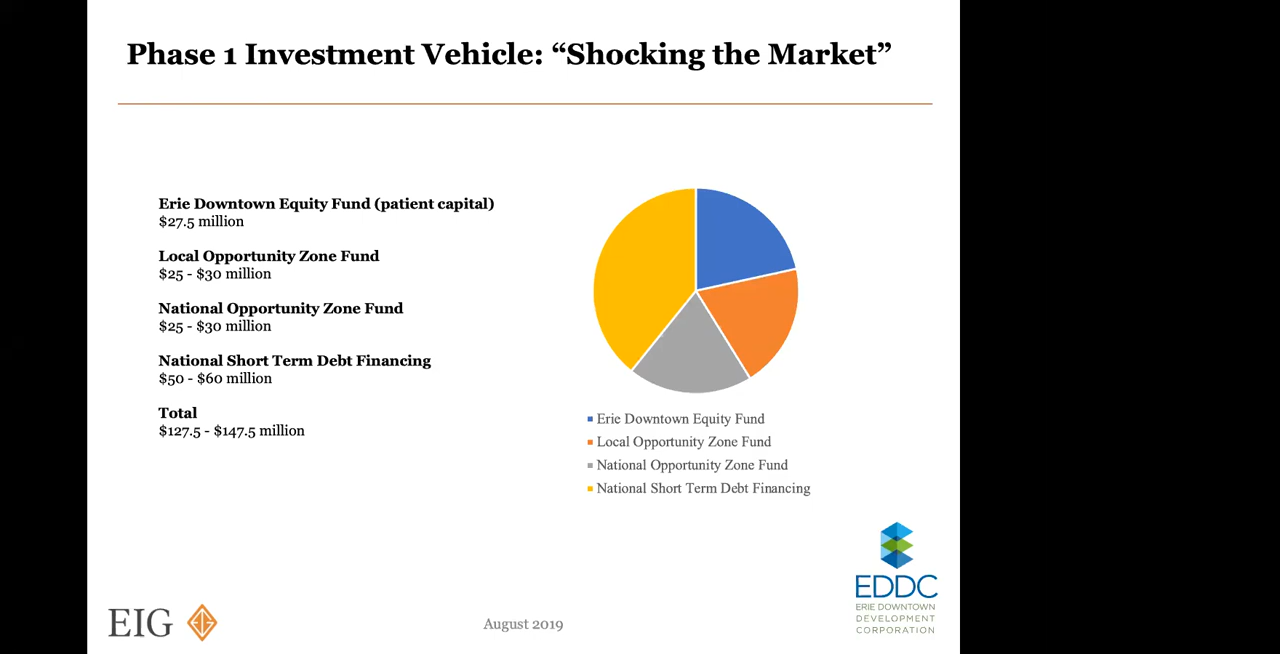 Phase 1 Investment Vehicle: “Shocking the Market”
Erie Downtown Equity Fund (patient capital)
$27.5 million
Local Opportunity Zone Fund
$25 - $30 million
National Opportunity Zone Fund
$25 - $30 million
National Short Term Debt Financing
$50 - $60 million
Total
$127.5 - $147.5 million
Erie Downtown Equity Fund
Local Opportunity Zone Fund
National Opportunity Zone Fund
National Short Term Debt Financing
EIG
August 2019
EDDC
ERIE DOWNTOWN
DEVELOPMENT
CORPORATION